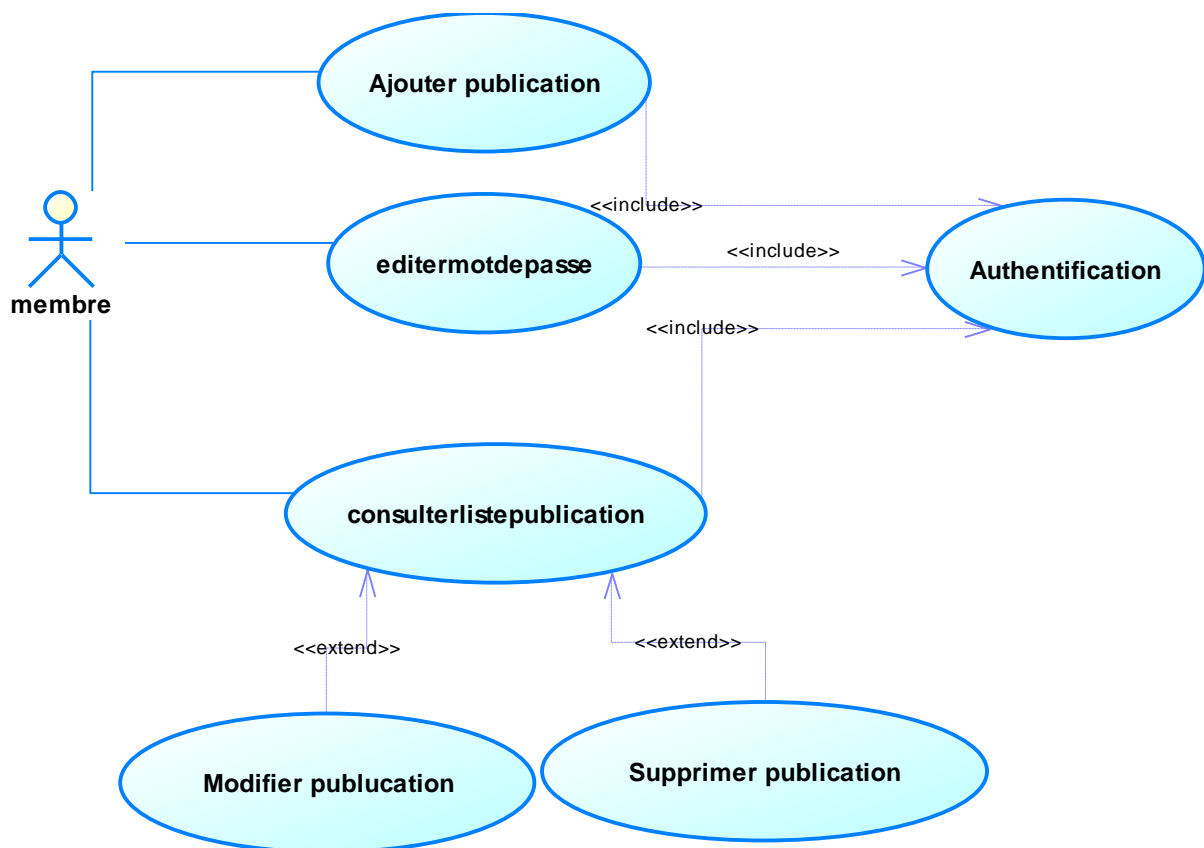 Ajouter publication
<<include>>
editermotdepasse
<<include>>
Authentification
membre
<<include>>
consulterlistepublication
<<extend>>
<<extend>>
Modifier publucation
Supprimer publication